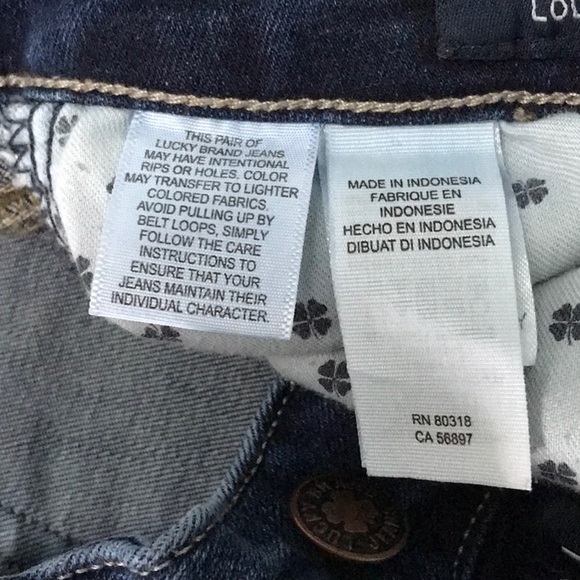 THIS PAIR OF
LUCKY BRAND JEANS
MAY HAVE INTENTIONAL
RIPS OR HOLES, COLOR
MAY TRANSFER TO LIGHTER
COLORED FABRICS,
AVOID PULLING UP BY
BELT LOOPS, SIMPLY
FOLLOW THE CARE
INSTRUCTIONS TO
ENSURE THAT YOUR
JEANS MAINTAIN THEIR
INDIVIDUAL CHARACTER.
MADE IN INDONESIA
FABRIQUE EN
INDONESIE
HECHO EN INDONESIA
DIBUAT DI INDONESIA
RN 80318
CA 56897